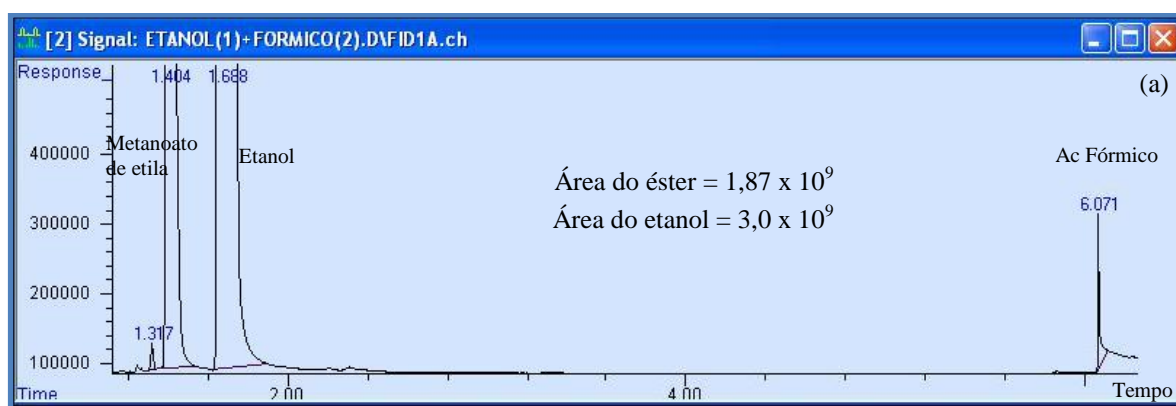 [2] Signal: ETANOL(1)+FORMICO(2).D\FID1A.ch
Response_
1.404
1.688
(a)
400000
Metanoato
de etila
Etanol
Ac Fórmico
Área do éster = 1,87 x 10⁹
Área do etanol = 3,0 x 10⁹
6.071
300000
200000
1.317
100000
Time
2.00
4.00
Tempo